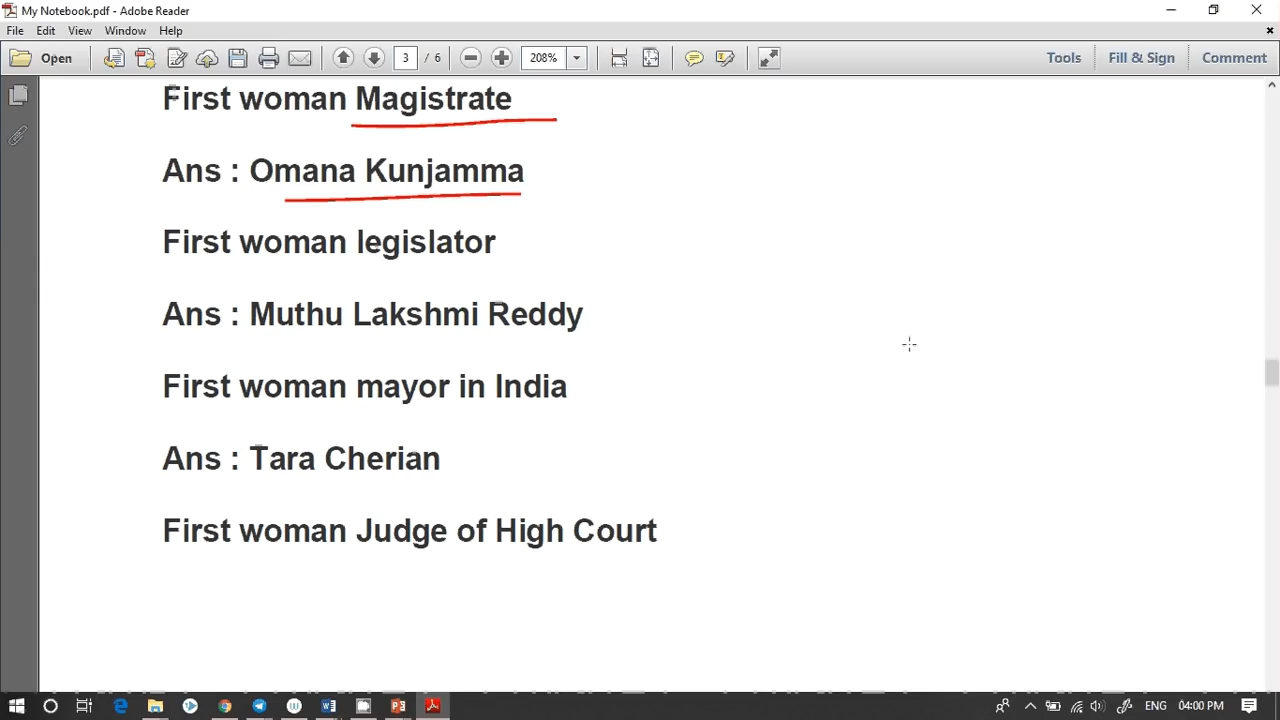 My Notebook.pdf - Adobe Reader
File Edit View Window Help
Open 3 / 6 208% Tools Fill & Sign Comment
First woman Magistrate
Ans : Omana Kunjamma
First woman legislator
Ans : Muthu Lakshmi Reddy
First woman mayor in India
Ans : Tara Cherian
First woman Judge of High Court
ENG 04:00 PM